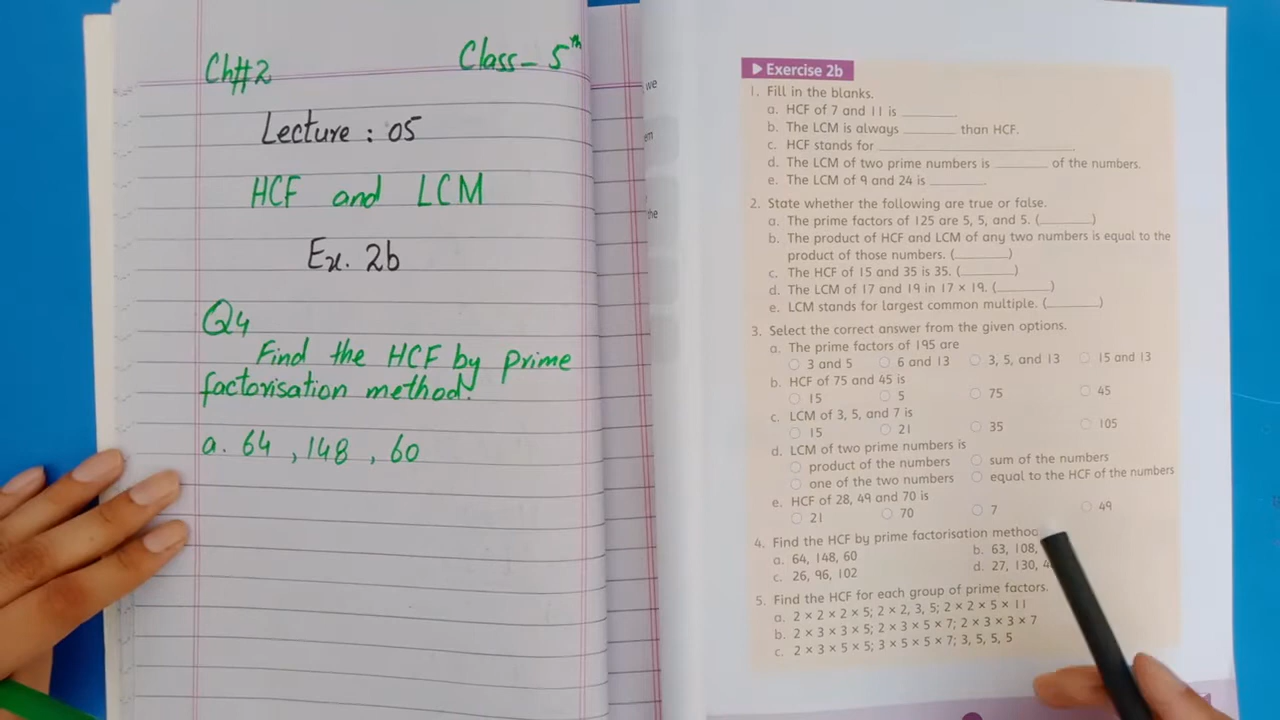 Ch#2 Class- 5th
Lecture : 05
HCF and LCM
Ex. 2b
Q4
Find the HCF by prime
factorisation method.
a. 64 , 148 , 60
we
the
Exercise 2b
1. Fill in the blanks.
a. HCF of 7 and 11 is ______.
b. The LCM is always ______ than HCF.
c. HCF stands for ______.
d. The LCM of two prime numbers is ______ of the numbers.
e. The LCM of 9 and 24 is ______.
2. State whether the following are true or false.
a. The prime factors of 125 are 5, 5, and 5. (______)
b. The product of HCF and LCM of any two numbers is equal to the
product of those numbers. (______)
c. The HCF of 15 and 35 is 35. (______)
d. The LCM of 17 and 19 in 17 × 19. (______)
e. LCM stands for largest common multiple. (______)
3. Select the correct answer from the given options.
a. The prime factors of 195 are
3 and 5 6 and 13 3, 5, and 13 15 and 13
b. HCF of 75 and 45 is
15 5 75 45
c. LCM of 3, 5, and 7 is
15 21 35 105
d. LCM of two prime numbers is
product of the numbers sum of the numbers
one of the two numbers equal to the HCF of the numbers
e. HCF of 28, 49 and 70 is
21 70 7 49
4. Find the HCF by prime factorisation
a. 64, 148, 60 b. 63, 108,
c. 26, 96, 102 d. 27, 130,
5. Find the HCF for each group of prime factors.
a. 2 × 2 × 2 × 5; 2 × 2, 3, 5; 2 × 2 × 5 × 11
b. 2 × 3 × 3 × 5; 2 × 3 × 5 × 7; 2 × 3 × 3 × 7
c. 2 × 3 × 5 × 5; 3 × 5 × 5 × 7; 3, 5, 5, 5